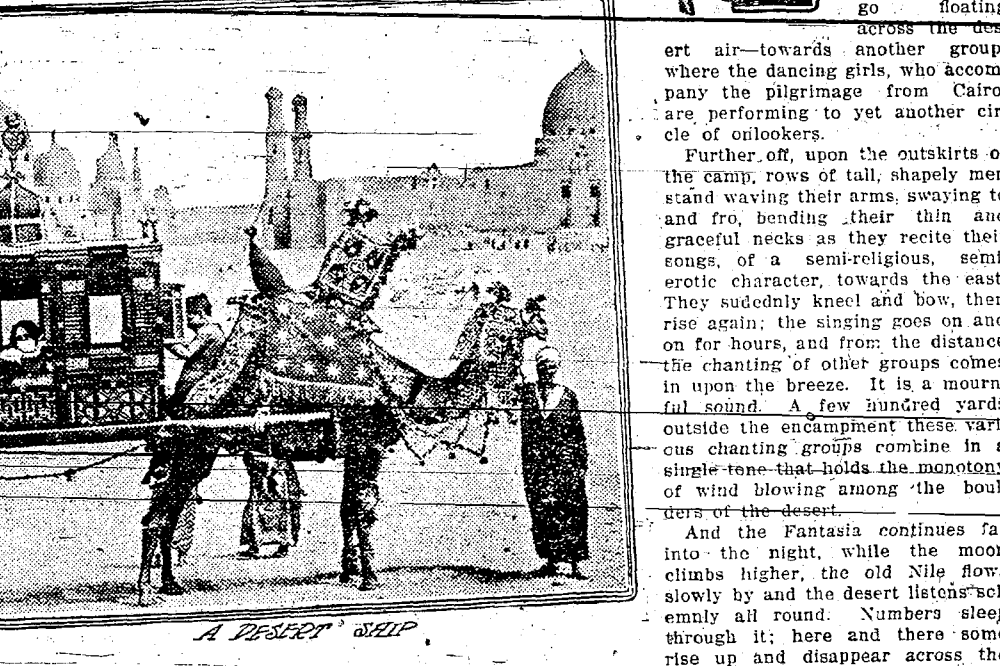 A DESERT SHIP
go floating
across the des
ert air—towards another group
where the dancing girls, who accom
pany the pilgrimage from Cairo
are performing to yet another cir
cle of onlookers.
Further off, upon the outskirts o
the camp, rows of tall, shapely men
stand waving their arms, swaying to
and fro, bending their thin and
graceful necks as they recite thei
songs, of a semi-religious, semi
erotic character, towards the east
They sudednly kneel and bow, then
rise again; the singing goes on and
on for hours, and from the distance
the chanting of other groups comes
in upon the breeze. It is a mourn
ful sound. A few hundred yards
outside the encampment these vari
ous chanting groups combine in a
single tone that holds the monotony
of wind blowing among the boul
ders of the desert.
And the Fantasia continues fa
into the night, while the moon
climbs higher, the old Nile flow
slowly by and the desert listens sol
emnly all round. Numbers sleep
through it; here and there som
rise up and disappear across th